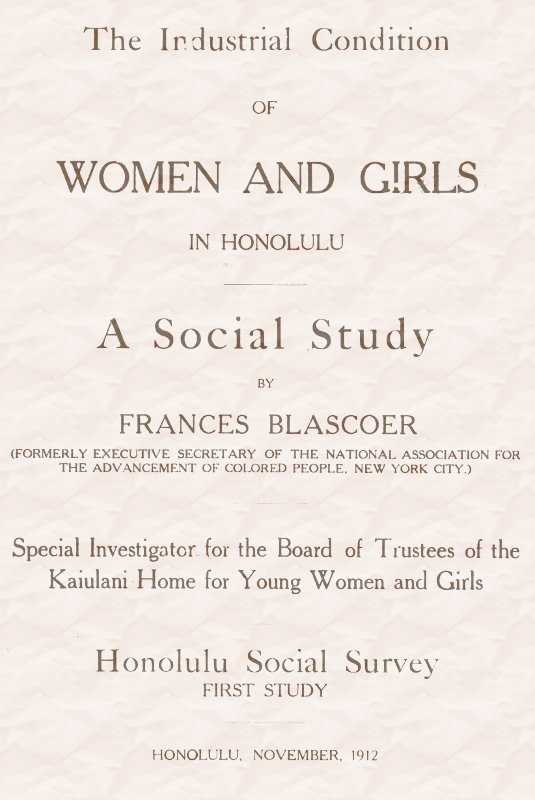 The Industrial Condition
OF
WOMEN AND GIRLS
IN HONOLULU
A Social Study
BY
FRANCES BLASCOER
(FORMERLY EXECUTIVE SECRETARY OF THE NATIONAL ASSOCIATION FOR
THE ADVANCEMENT OF COLORED PEOPLE, NEW YORK CITY.)
Special Investigator for the Board of Trustees of the
Kaiulani Home for Young Women and Girls
Honolulu Social Survey
FIRST STUDY
HONOLULU, NOVEMBER, 1912